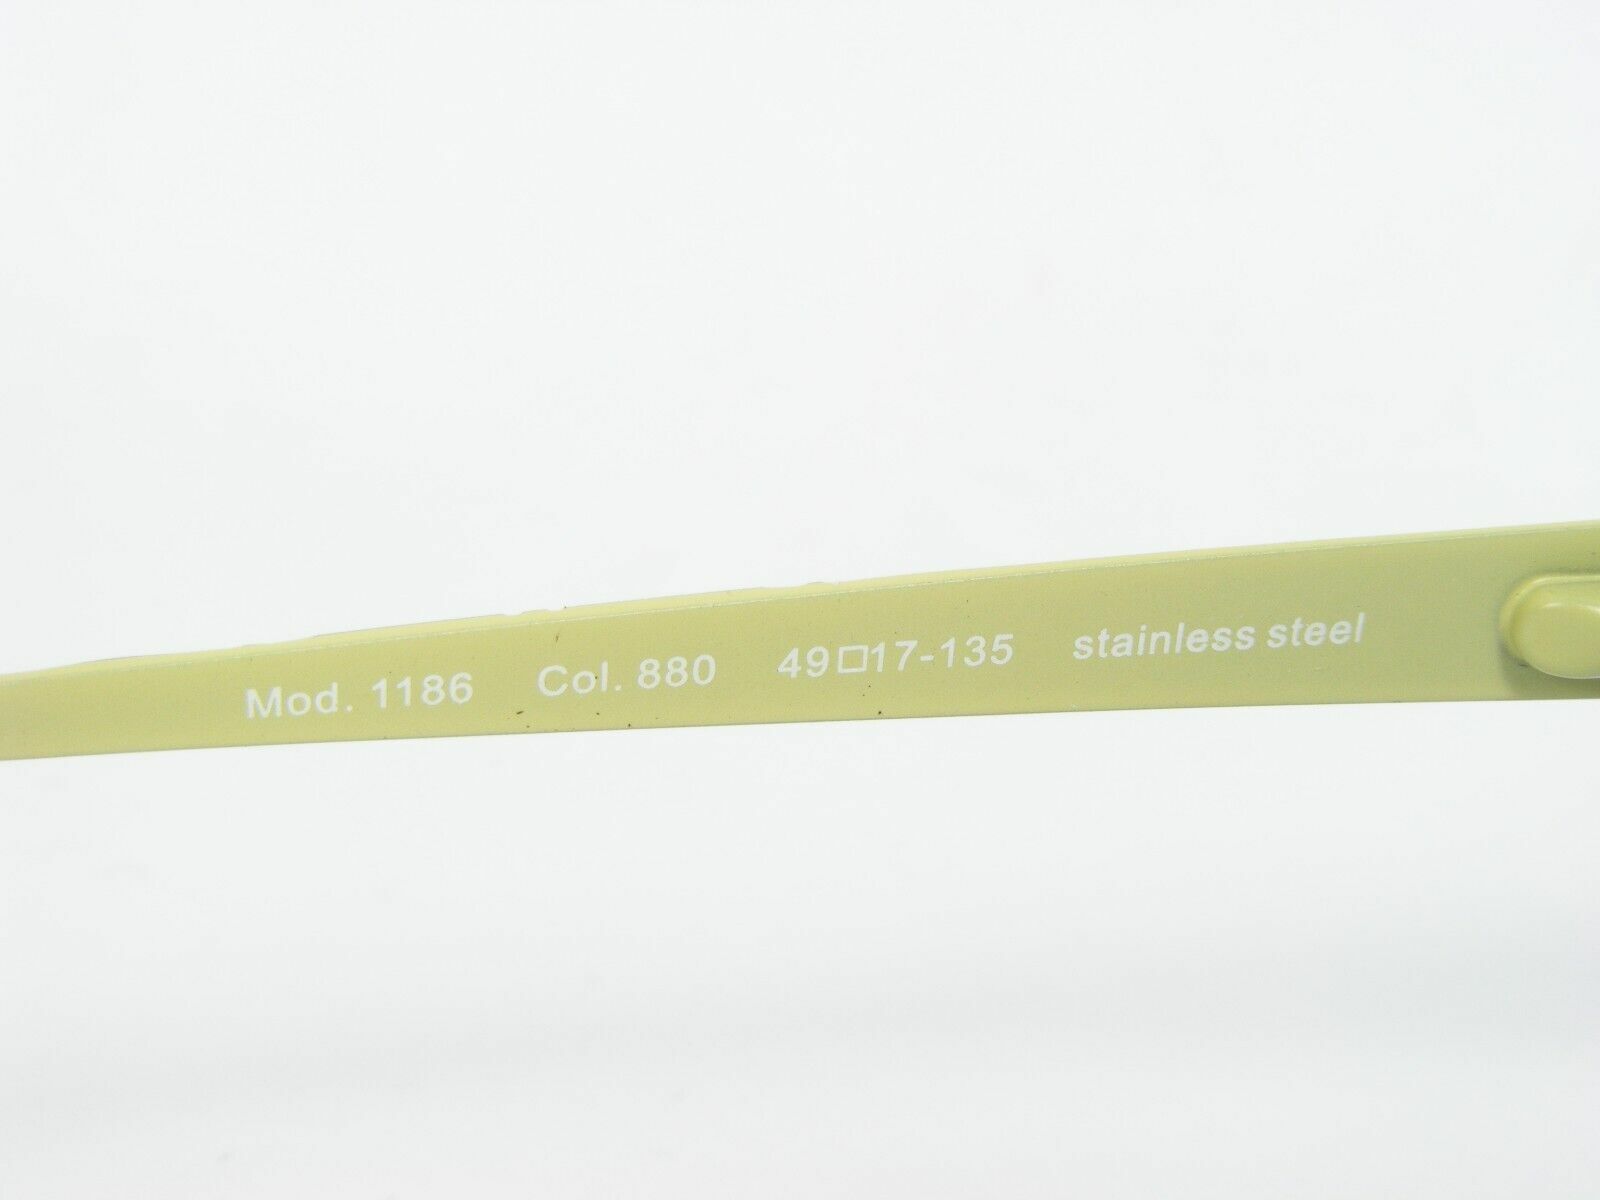 Mod. 1186 Col. 880 49□17-135 stainless steel